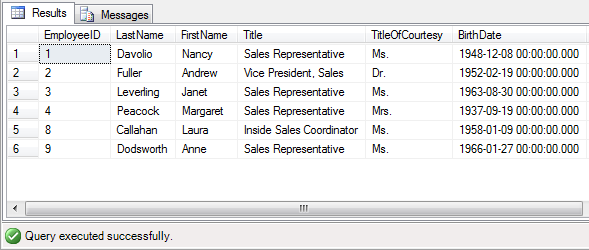 Results Messages
EmployeeID LastName FirstName Title TitleOfCourtesy BirthDate
1 1 Davolio Nancy Sales Representative Ms. 1948-12-08 00:00:00.000
2 2 Fuller Andrew Vice President, Sales Dr. 1952-02-19 00:00:00.000
3 3 Leverling Janet Sales Representative Ms. 1963-08-30 00:00:00.000
4 4 Peacock Margaret Sales Representative Mrs. 1937-09-19 00:00:00.000
5 8 Callahan Laura Inside Sales Coordinator Ms. 1958-01-09 00:00:00.000
6 9 Dodsworth Anne Sales Representative Ms. 1966-01-27 00:00:00.000
Query executed successfully.